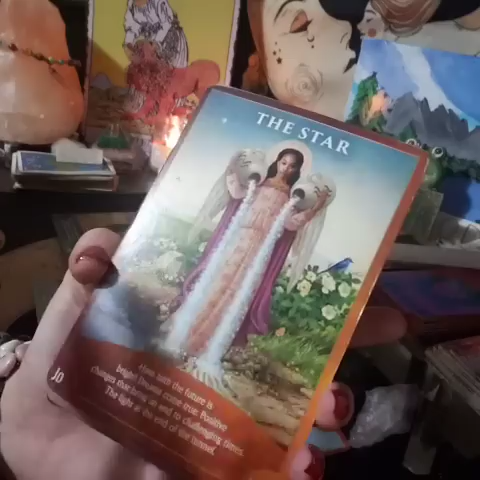 THE STAR
Have faith the future is
bright! Dreams come true. Positive
changes that bring an end to challenging times.
The light at the end of the tunnel.